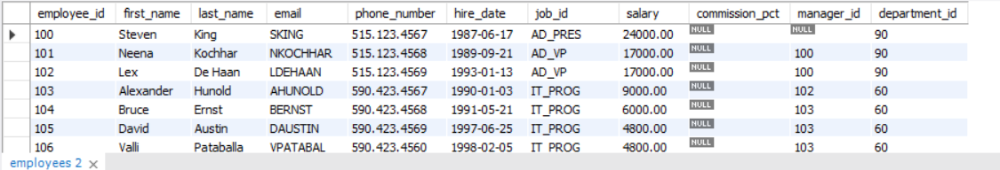 employee_id first_name last_name email phone_number hire_date job_id salary commission_pct manager_id department_id
100 Steven King SKING 515.123.4567 1987-06-17 AD_PRES 24000.00 NULL NULL 90
101 Neena Kochhar NKOCHHAR 515.123.4568 1989-09-21 AD_VP 17000.00 NULL 100 90
102 Lex De Haan LDEHAAN 515.123.4569 1993-01-13 AD_VP 17000.00 NULL 100 90
103 Alexander Hunold AHUNOLD 590.423.4567 1990-01-03 IT_PROG 9000.00 NULL 102 60
104 Bruce Ernst BERNST 590.423.4568 1991-05-21 IT_PROG 6000.00 NULL 103 60
105 David Austin DAUSTIN 590.423.4569 1997-06-25 IT_PROG 4800.00 NULL 103 60
106 Valli Pataballa VPATABAL 590.423.4560 1998-02-05 IT_PROG 4800.00 NULL 103 60
employees 2